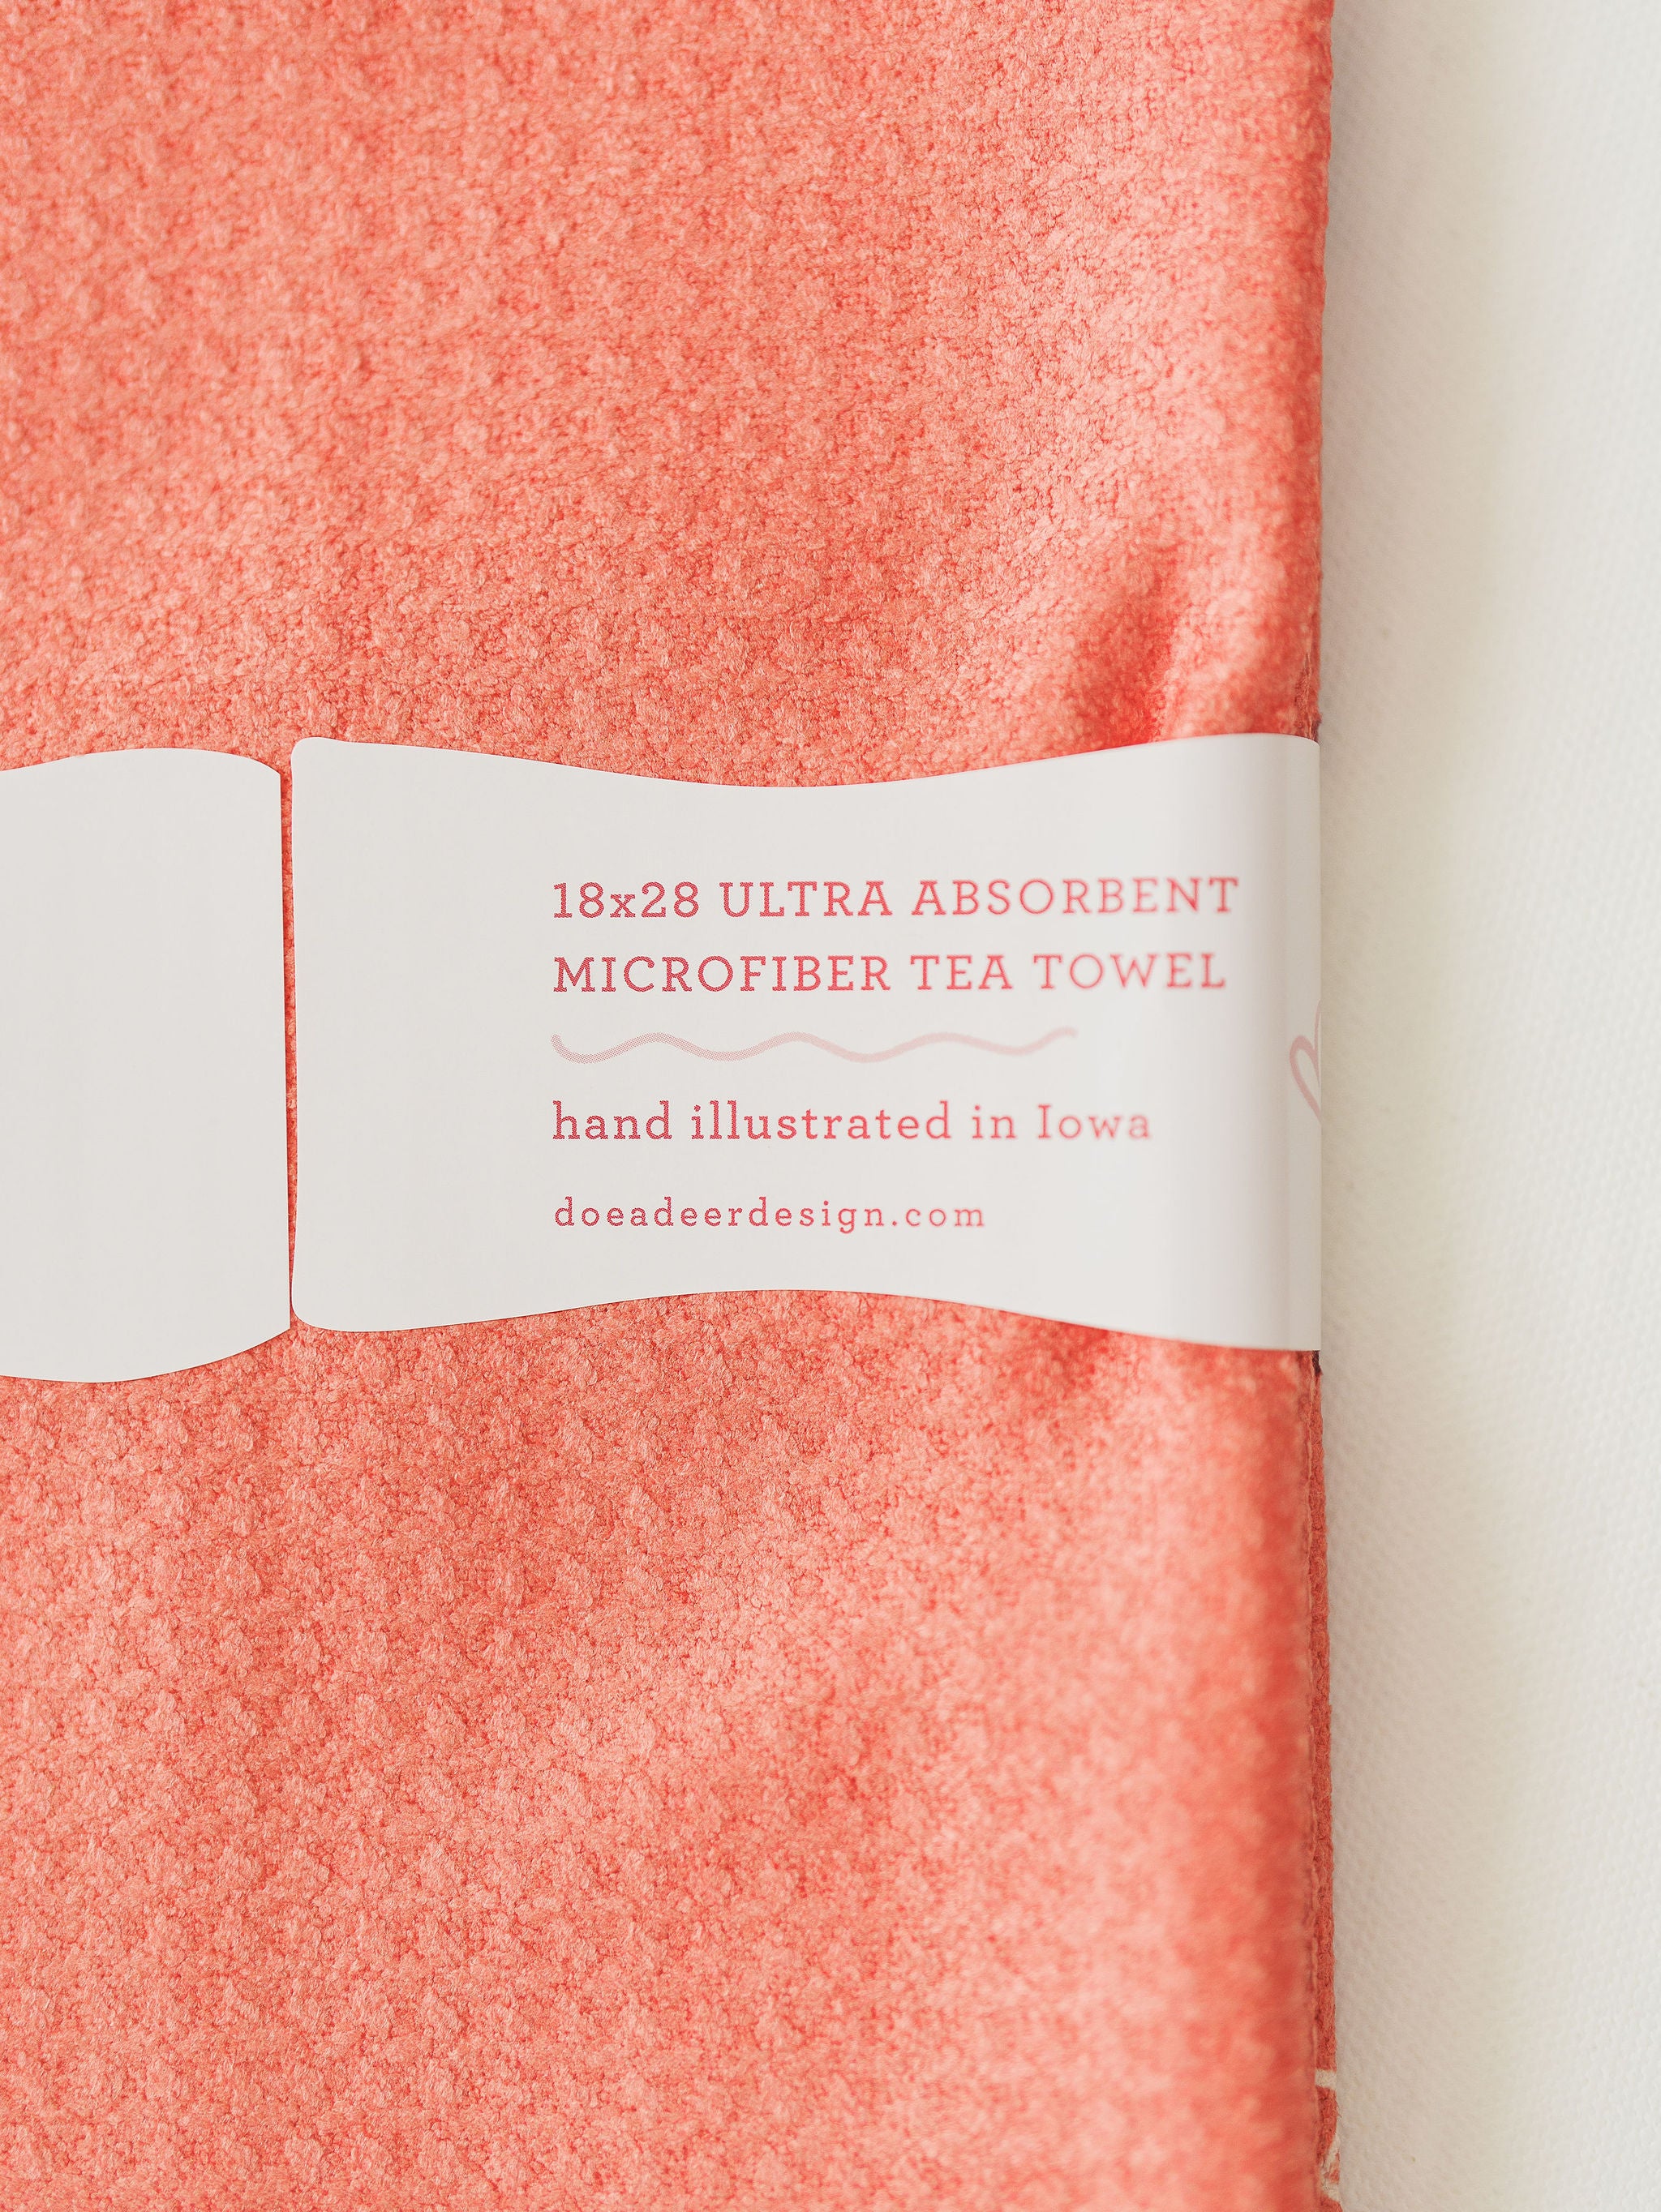 18x28 ULTRA ABSORBENT
MICROFIBER TEA TOWEL
hand illustrated in Iowa
doeadeerdesign.com